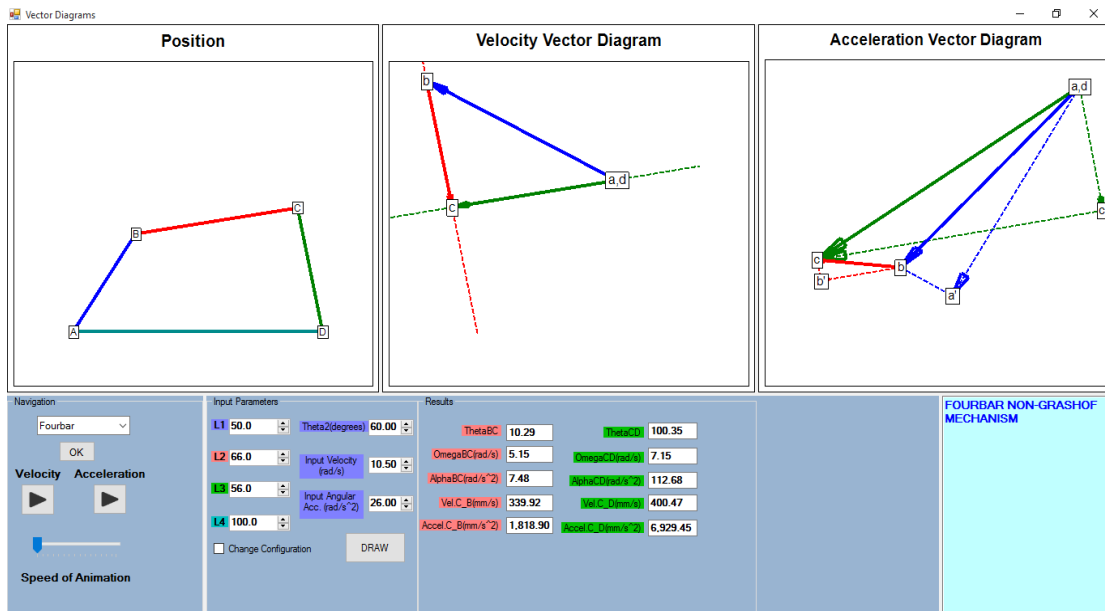 Vector Diagrams
Position
Velocity Vector Diagram
Acceleration Vector Diagram
B
C
A
D
b
a,d
c
a,d
c'
c
b
b'
a'
Navigation
Fourbar
OK
Velocity Acceleration
Speed of Animation
Input Parameters
L1 50.0
L2 66.0
L3 56.0
L4 100.0
Theta2(degrees) 60.00
Input Velocity
(rad/s)
10.50
Input Angular
Acc. (rad/s^2)
26.00
Change Configuration
DRAW
Results
ThetaBC 10.29
OmegaBC(rad/s) 5.15
AlphaBC(rad/s^2) 7.48
Vel.C_B(mm/s) 339.92
Accel.C_B(mm/s^2) 1,818.90
ThetaCD 100.35
OmegaCD(rad/s) 7.15
AlphaCD(rad/s^2) 112.68
Vel.C_D(mm/s) 400.47
Accel.C_D(mm/s^2) 6,929.45
FOURBAR NON-GRASHOF
MECHANISM